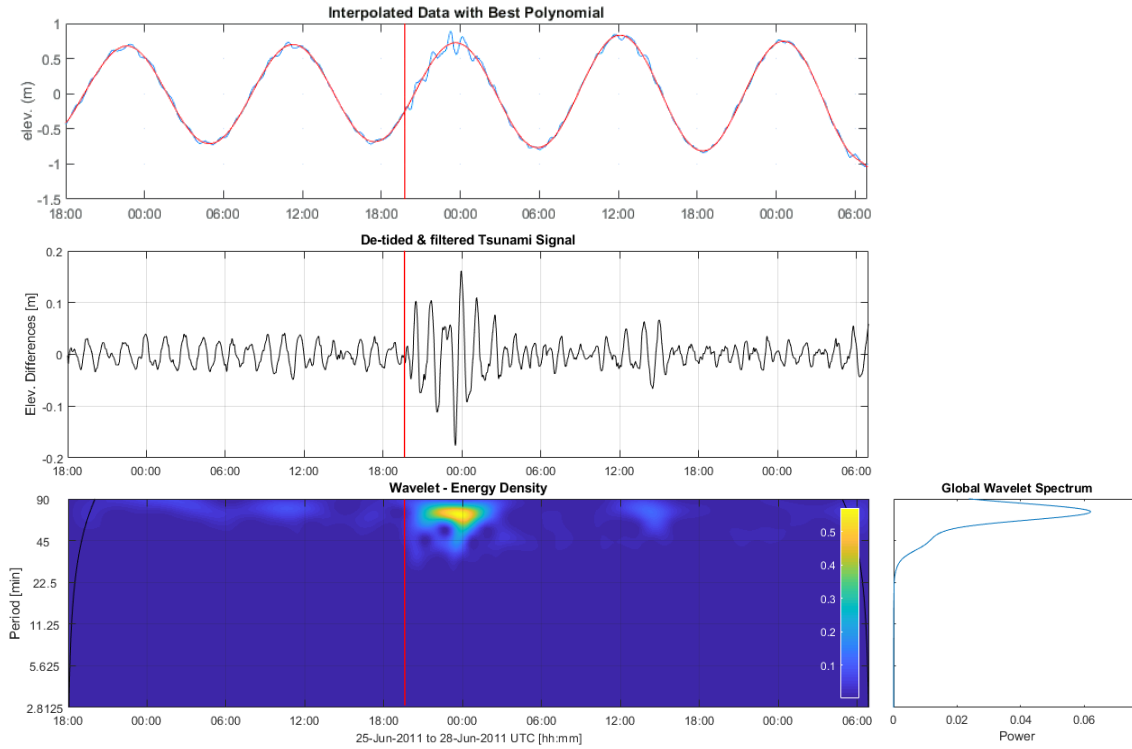 Interpolated Data with Best Polynomial
1
0.5
0
-0.5
-1
-1.5
elev. (m)
18:00 00:00 06:00 12:00 18:00 00:00 06:00 12:00 18:00 00:00 06:00
De-tided & filtered Tsunami Signal
0.2
0.1
0
-0.1
-0.2
Elev. Differences [m]
18:00 00:00 06:00 12:00 18:00 00:00 06:00 12:00 18:00 00:00 06:00
Wavelet - Energy Density
90
45
22.5
11.25
5.625
2.8125
Period [min]
0.5
0.4
0.3
0.2
0.1
18:00 00:00 06:00 12:00 18:00 00:00 06:00 12:00 18:00 00:00 06:00
25-Jun-2011 to 28-Jun-2011 UTC [hh:mm]
Global Wavelet Spectrum
0 0.02 0.04 0.06
Power